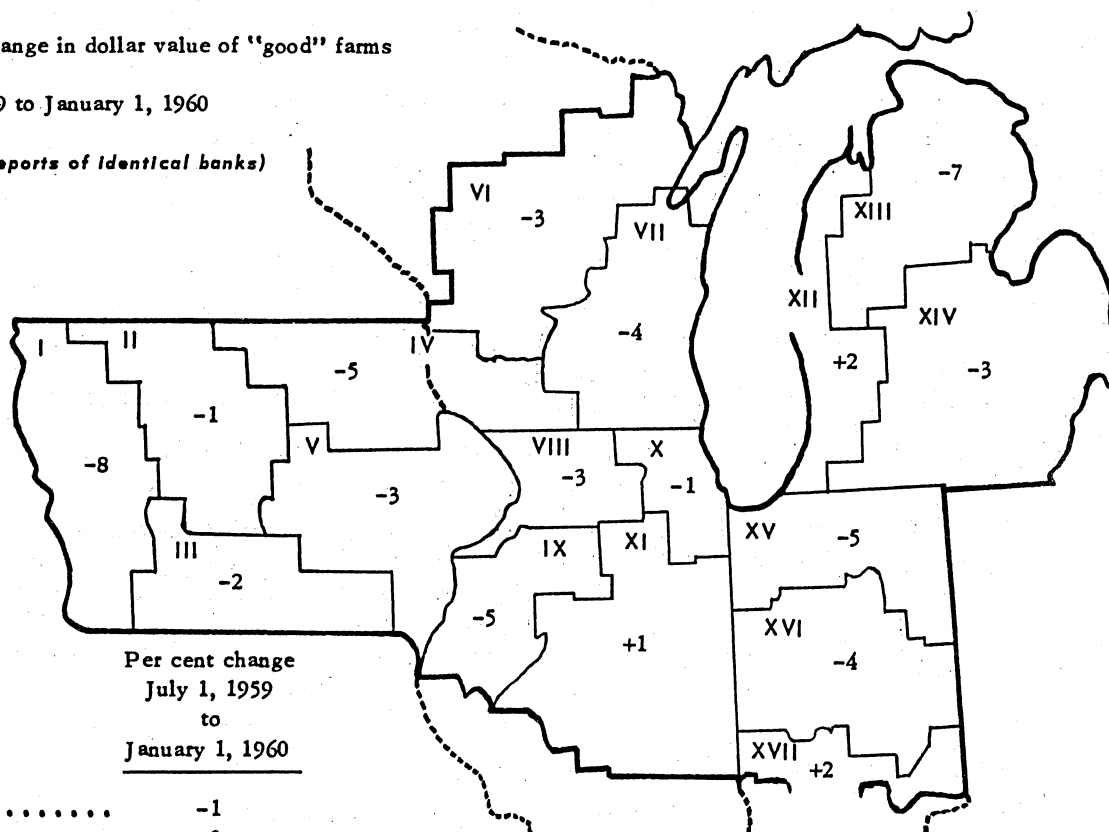 ange in dollar value of "good" farms
to January 1, 1960
eports of identical banks)
VI
-3
VII
-4
XIII
-7
XII
+2
XIV
-3
I
-8
II
-1
IV
-5
V
-3
III
-2
VIII
-3
X
-1
IX
-5
XI
+1
XV
-5
XVI
-4
XVII
+2
Per cent change
July 1, 1959
to
January 1, 1960
....... -1